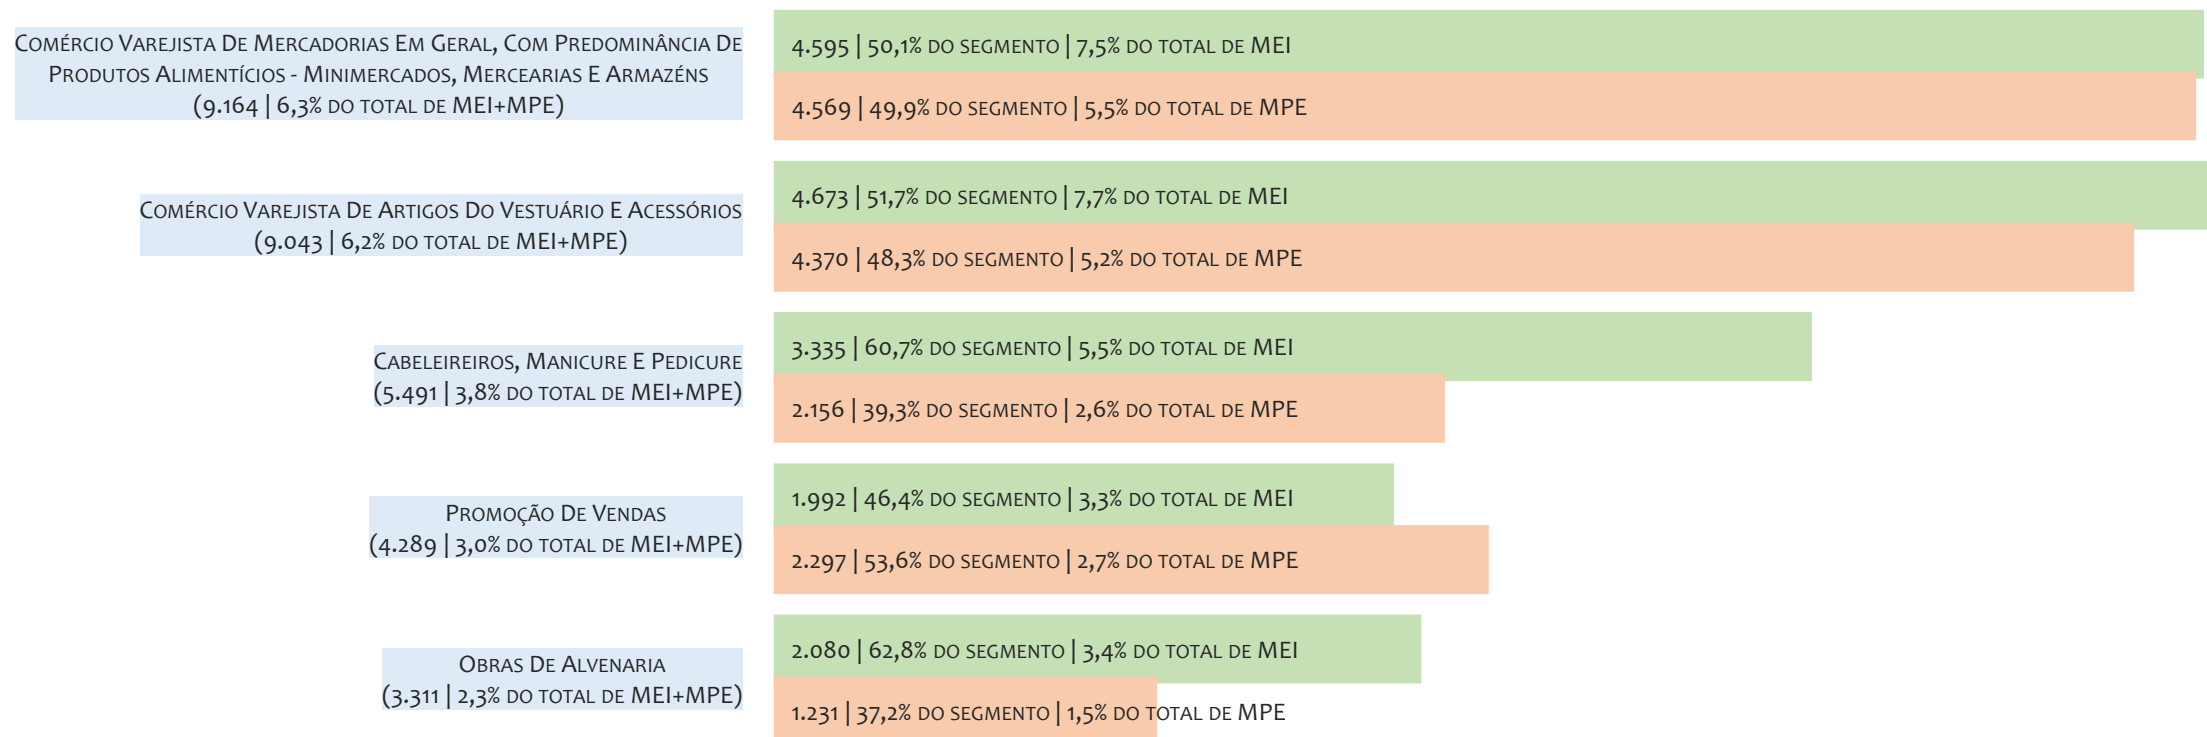 Comércio Varejista De Mercadorias Em Geral, Com Predominância De
Produtos Alimentícios - Minimercados, Mercearias E Armazéns
(9.164 | 6,3% do total de MEI+MPE)
4.595 | 50,1% do segmento | 7,5% do total de MEI
4.569 | 49,9% do segmento | 5,5% do total de MPE
Comércio Varejista De Artigos Do Vestuário E Acessórios
(9.043 | 6,2% do total de MEI+MPE)
4.673 | 51,7% do segmento | 7,7% do total de MEI
4.370 | 48,3% do segmento | 5,2% do total de MPE
Cabeleireiros, Manicure E Pedicure
(5.491 | 3,8% do total de MEI+MPE)
3.335 | 60,7% do segmento | 5,5% do total de MEI
2.156 | 39,3% do segmento | 2,6% do total de MPE
Promoção De Vendas
(4.289 | 3,0% do total de MEI+MPE)
1.992 | 46,4% do segmento | 3,3% do total de MEI
2.297 | 53,6% do segmento | 2,7% do total de MPE
Obras De Alvenaria
(3.311 | 2,3% do total de MEI+MPE)
2.080 | 62,8% do segmento | 3,4% do total de MEI
1.231 | 37,2% do segmento | 1,5% do total de MPE